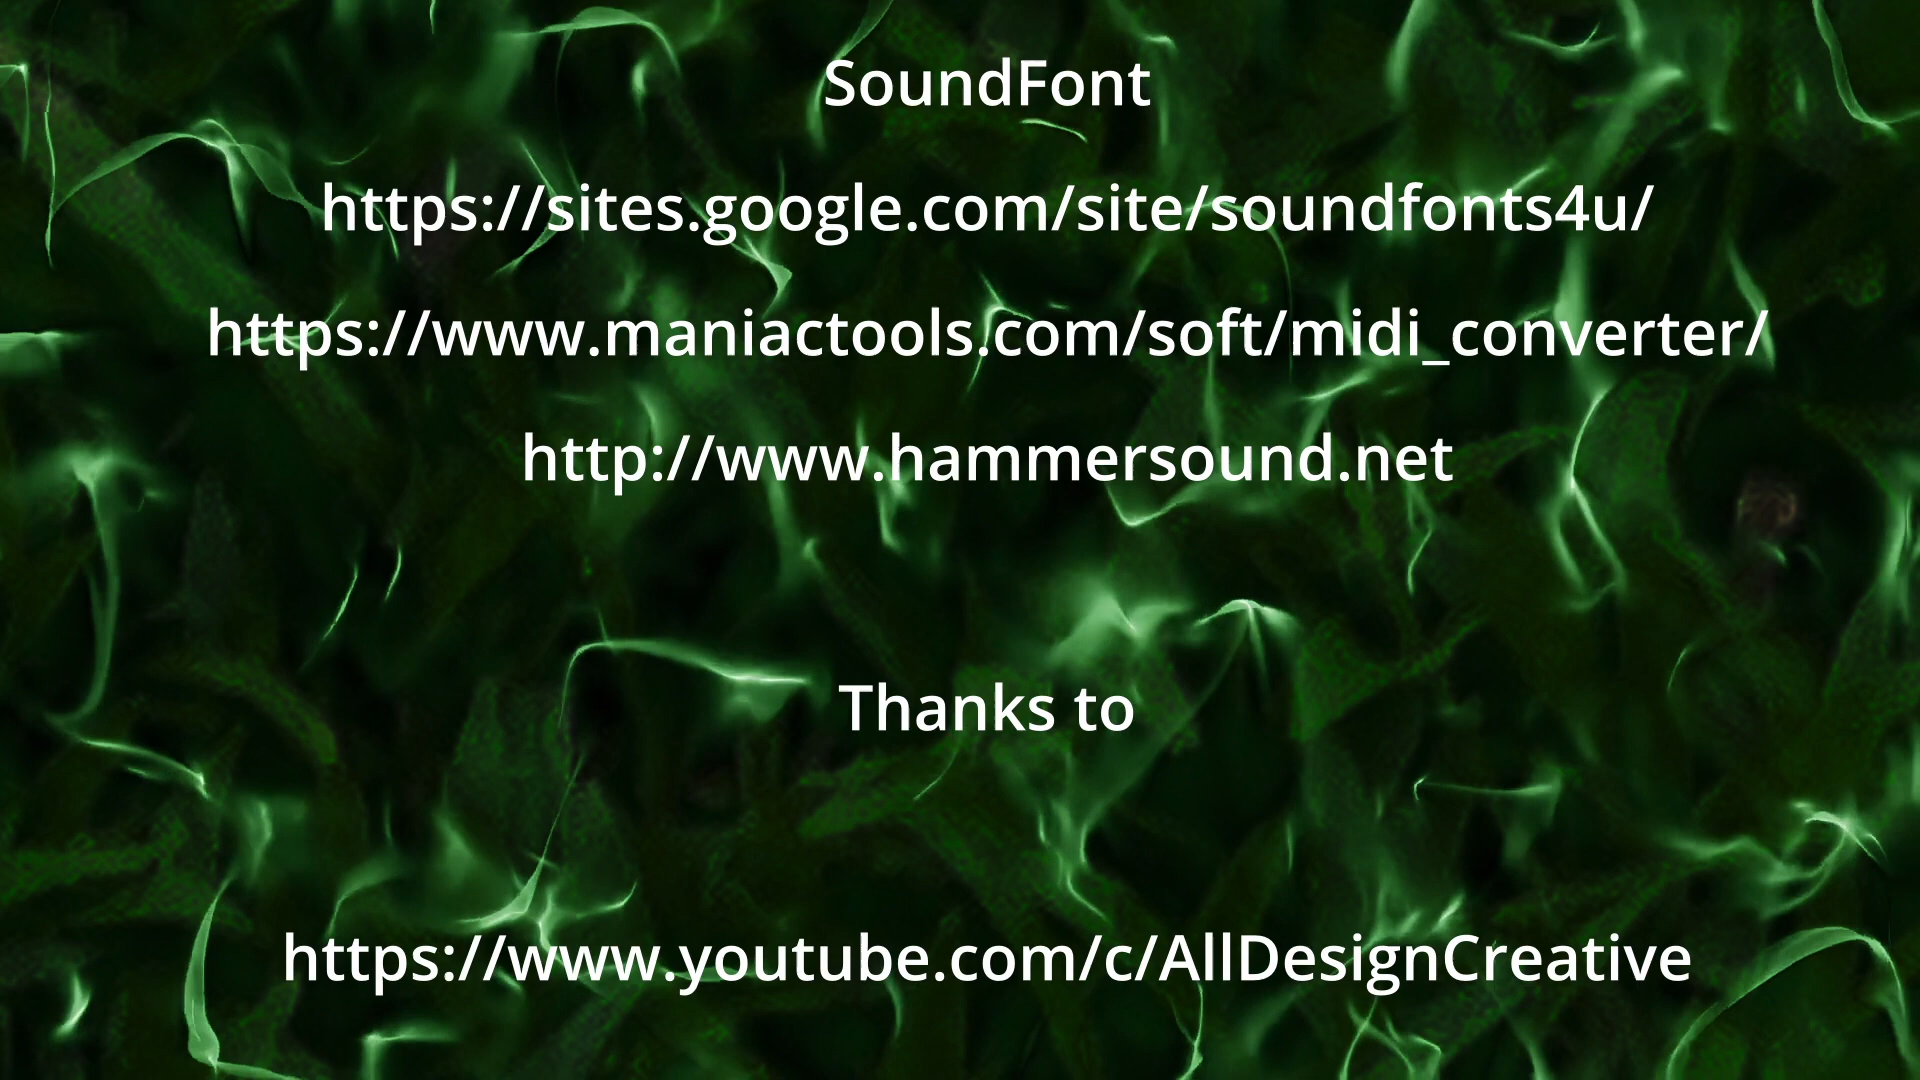 SoundFont
https://sites.google.com/site/soundfonts4u/
https://www.maniactools.com/soft/midi_converter/
http://www.hammersound.net
Thanks to
https://www.youtube.com/c/AllDesignCreative